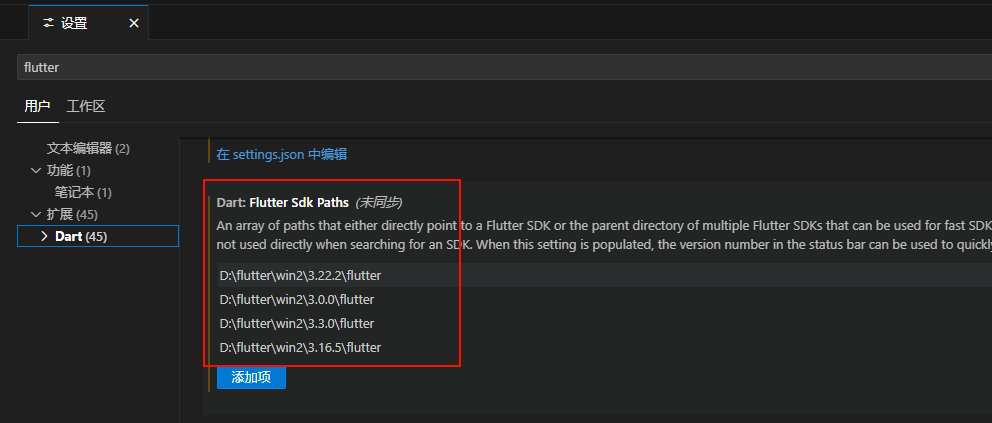 设置
flutter
用户 工作区
文本编辑器 (2)
功能 (1)
笔记本 (1)
扩展 (45)
Dart (45)
在 settings.json 中编辑
Dart: Flutter Sdk Paths (未同步)
An array of paths that either directly point to a Flutter SDK or the parent directory of multiple Flutter SDKs that can be used for fast SDK
not used directly when searching for an SDK. When this setting is populated, the version number in the status bar can be used to quickly
D:\flutter\win2\3.22.2\flutter
D:\flutter\win2\3.0.0\flutter
D:\flutter\win2\3.3.0\flutter
D:\flutter\win2\3.16.5\flutter
添加项